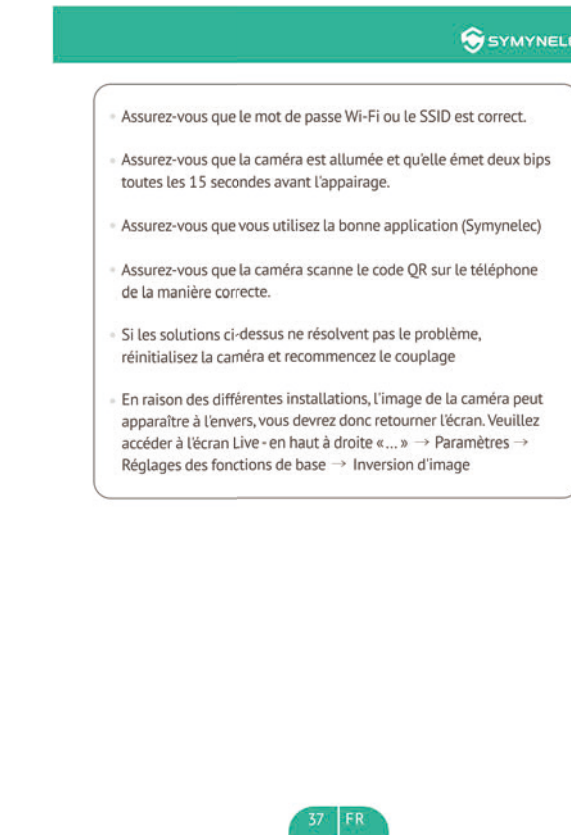 SYMYNELE
Assurez-vous que le mot de passe Wi-Fi ou le SSID est correct.
Assurez-vous que la caméra est allumée et qu'elle émet deux bips
toutes les 15 secondes avant l'appairage.
Assurez-vous que vous utilisez la bonne application (Symynelec)
Assurez-vous que la caméra scanne le code QR sur le téléphone
de la manière correcte.
Si les solutions ci-dessus ne résolvent pas le problème,
réinitialisez la caméra et recommencez le couplage
En raison des différentes installations, l'image de la caméra peut
apparaître à l'envers, vous devrez donc retourner l'écran. Veuillez
accéder à l'écran Live - en haut à droite « ... » → Paramètres →
Réglages des fonctions de base → Inversion d'image
37 FR